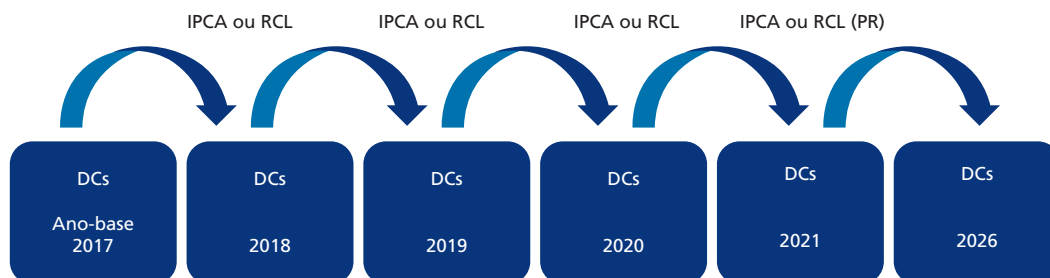 IPCA ou RCL
IPCA ou RCL
IPCA ou RCL
IPCA ou RCL (PR)
DCs
Ano-base
2017
DCs
2018
DCs
2019
DCs
2020
DCs
2021
DCs
2026